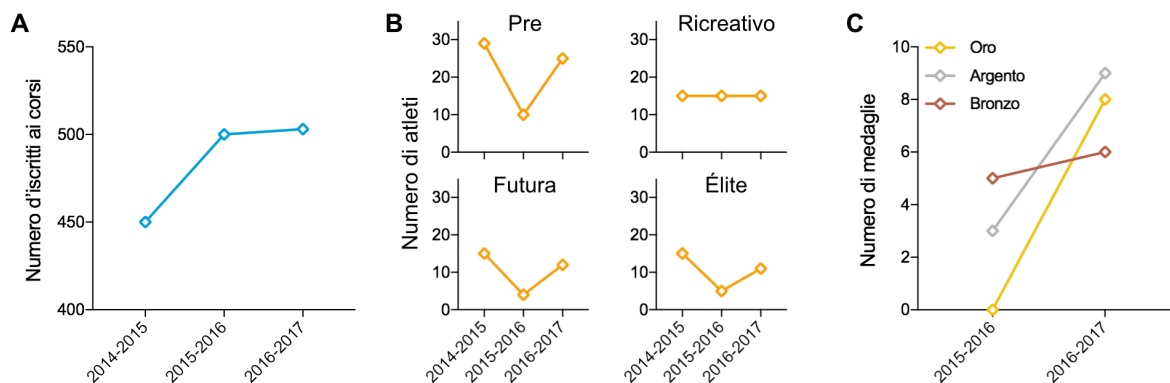 A
Numero d'iscritti ai corsi
550
500
450
400
2014-2015
2015-2016
2016-2017
B
Numero di atleti
Pre
30
20
10
0
Ricreativo
30
20
10
0
Futura
30
20
10
0
2014-2015
2015-2016
2016-2017
Élite
30
20
10
0
2014-2015
2015-2016
2016-2017
C
Numero di medaglie
10
8
6
4
2
0
Oro
Argento
Bronzo
2015-2016
2016-2017